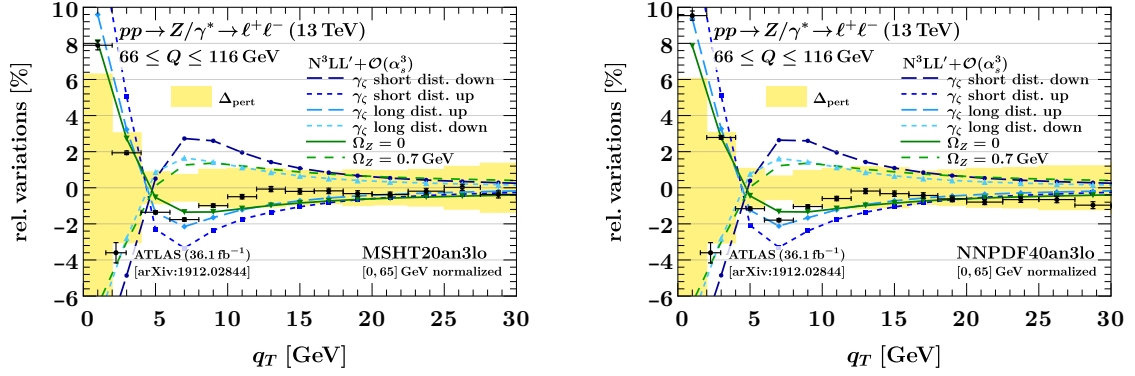 rel. variations [%]
10
8
6
4
2
0
−2
−4
−6
pp → Z/γ* → ℓ⁺ℓ⁻ (13 TeV)
66 ≤ Q ≤ 116 GeV
N³LL′+𝒪(αₛ³)
γ_ζ short dist. down
γ_ζ short dist. up
γ_ζ long dist. up
γ_ζ long dist. down
Ω_Z = 0
Ω_Z = 0.7 GeV
Δ_pert
ATLAS (36.1 fb⁻¹)
[arXiv:1912.02844]
MSHT20an3lo
[0, 65] GeV normalized
0 5 10 15 20 25 30
q_T [GeV]
rel. variations [%]
10
8
6
4
2
0
−2
−4
−6
pp → Z/γ* → ℓ⁺ℓ⁻ (13 TeV)
66 ≤ Q ≤ 116 GeV
N³LL′+𝒪(αₛ³)
γ_ζ short dist. down
γ_ζ short dist. up
γ_ζ long dist. up
γ_ζ long dist. down
Ω_Z = 0
Ω_Z = 0.7 GeV
Δ_pert
ATLAS (36.1 fb⁻¹)
[arXiv:1912.02844]
NNPDF40an3lo
[0, 65] GeV normalized
0 5 10 15 20 25 30
q_T [GeV]